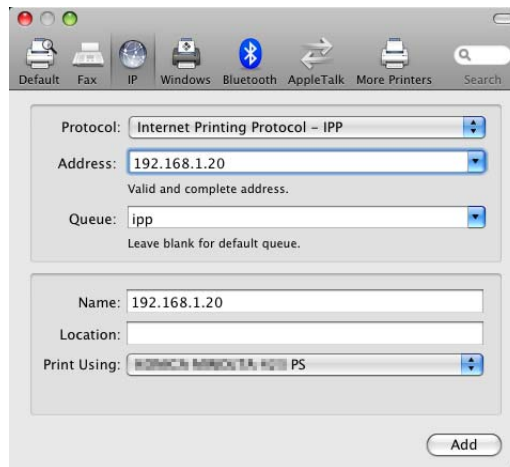 Default Fax IP Windows Bluetooth AppleTalk More Printers Search
Protocol: Internet Printing Protocol – IPP
Address: 192.168.1.20
Valid and complete address.
Queue: ipp
Leave blank for default queue.
Name: 192.168.1.20
Location:
Print Using: PS
Add